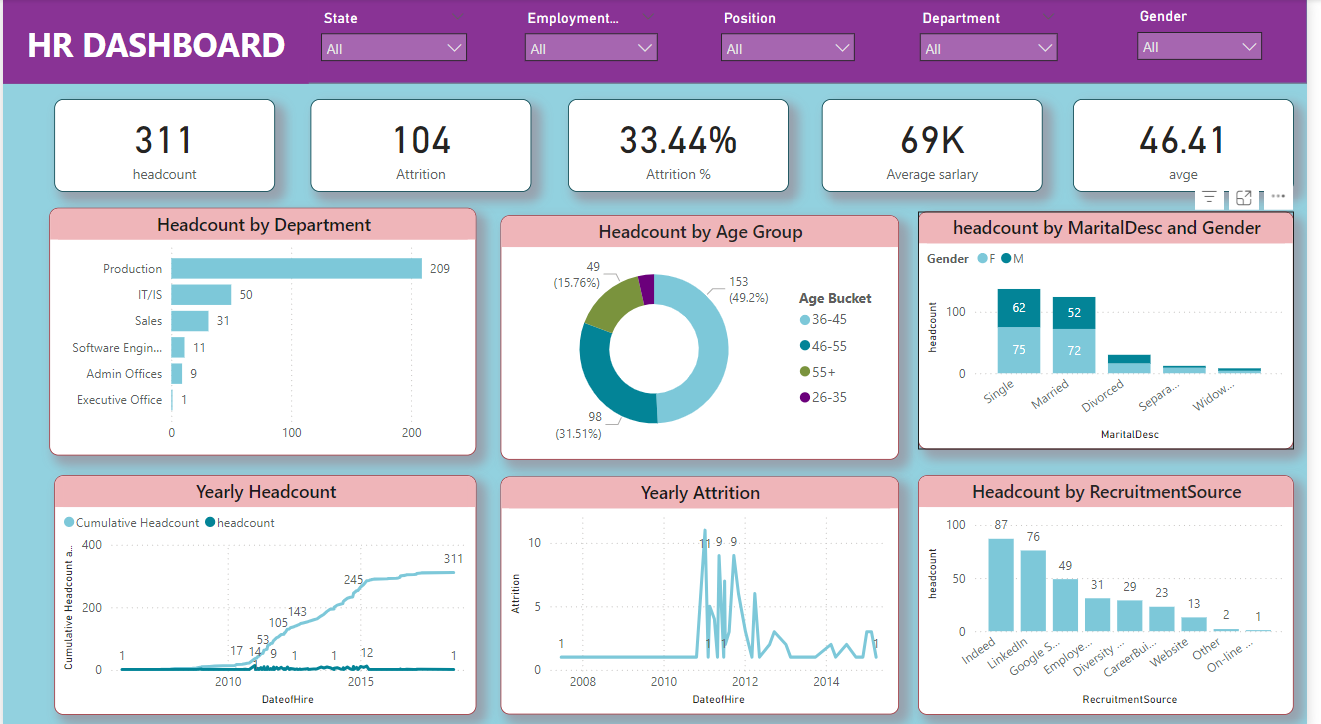 HR DASHBOARD
State
All
Employment...
All
Position
All
Department
All
Gender
All
311
headcount
104
Attrition
33.44%
Attrition %
69K
Average sarlary
46.41
avge
Headcount by Department
Production 209
IT/IS 50
Sales 31
Software Engin... 11
Admin Offices 9
Executive Office 1
0 100 200
Headcount by Age Group
49
(15.76%)
153
(49.2%)
98
(31.51%)
Age Bucket
36-45
46-55
55+
26-35
headcount by MaritalDesc and Gender
Gender F M
headcount
100
0
62
52
75
72
Single
Married
Divorced
Separa...
Widow...
MaritalDesc
Yearly Headcount
Cumulative Headcount headcount
Cumulative Headcount a...
400
200
0
1
17
14
53
105
143
245
311
9
1
1
12
1
2010 2015
DateofHire
Yearly Attrition
Attrition
10
5
0
1
11
9
9
1
1
1
2008 2010 2012 2014
DateofHire
Headcount by RecruitmentSource
headcount
100
50
0
87
76
49
31
29
23
13
2
1
Indeed
LinkedIn
Google S...
Employe...
Diversity ...
CareerBui...
Website
Other
On-line ...
RecruitmentSource